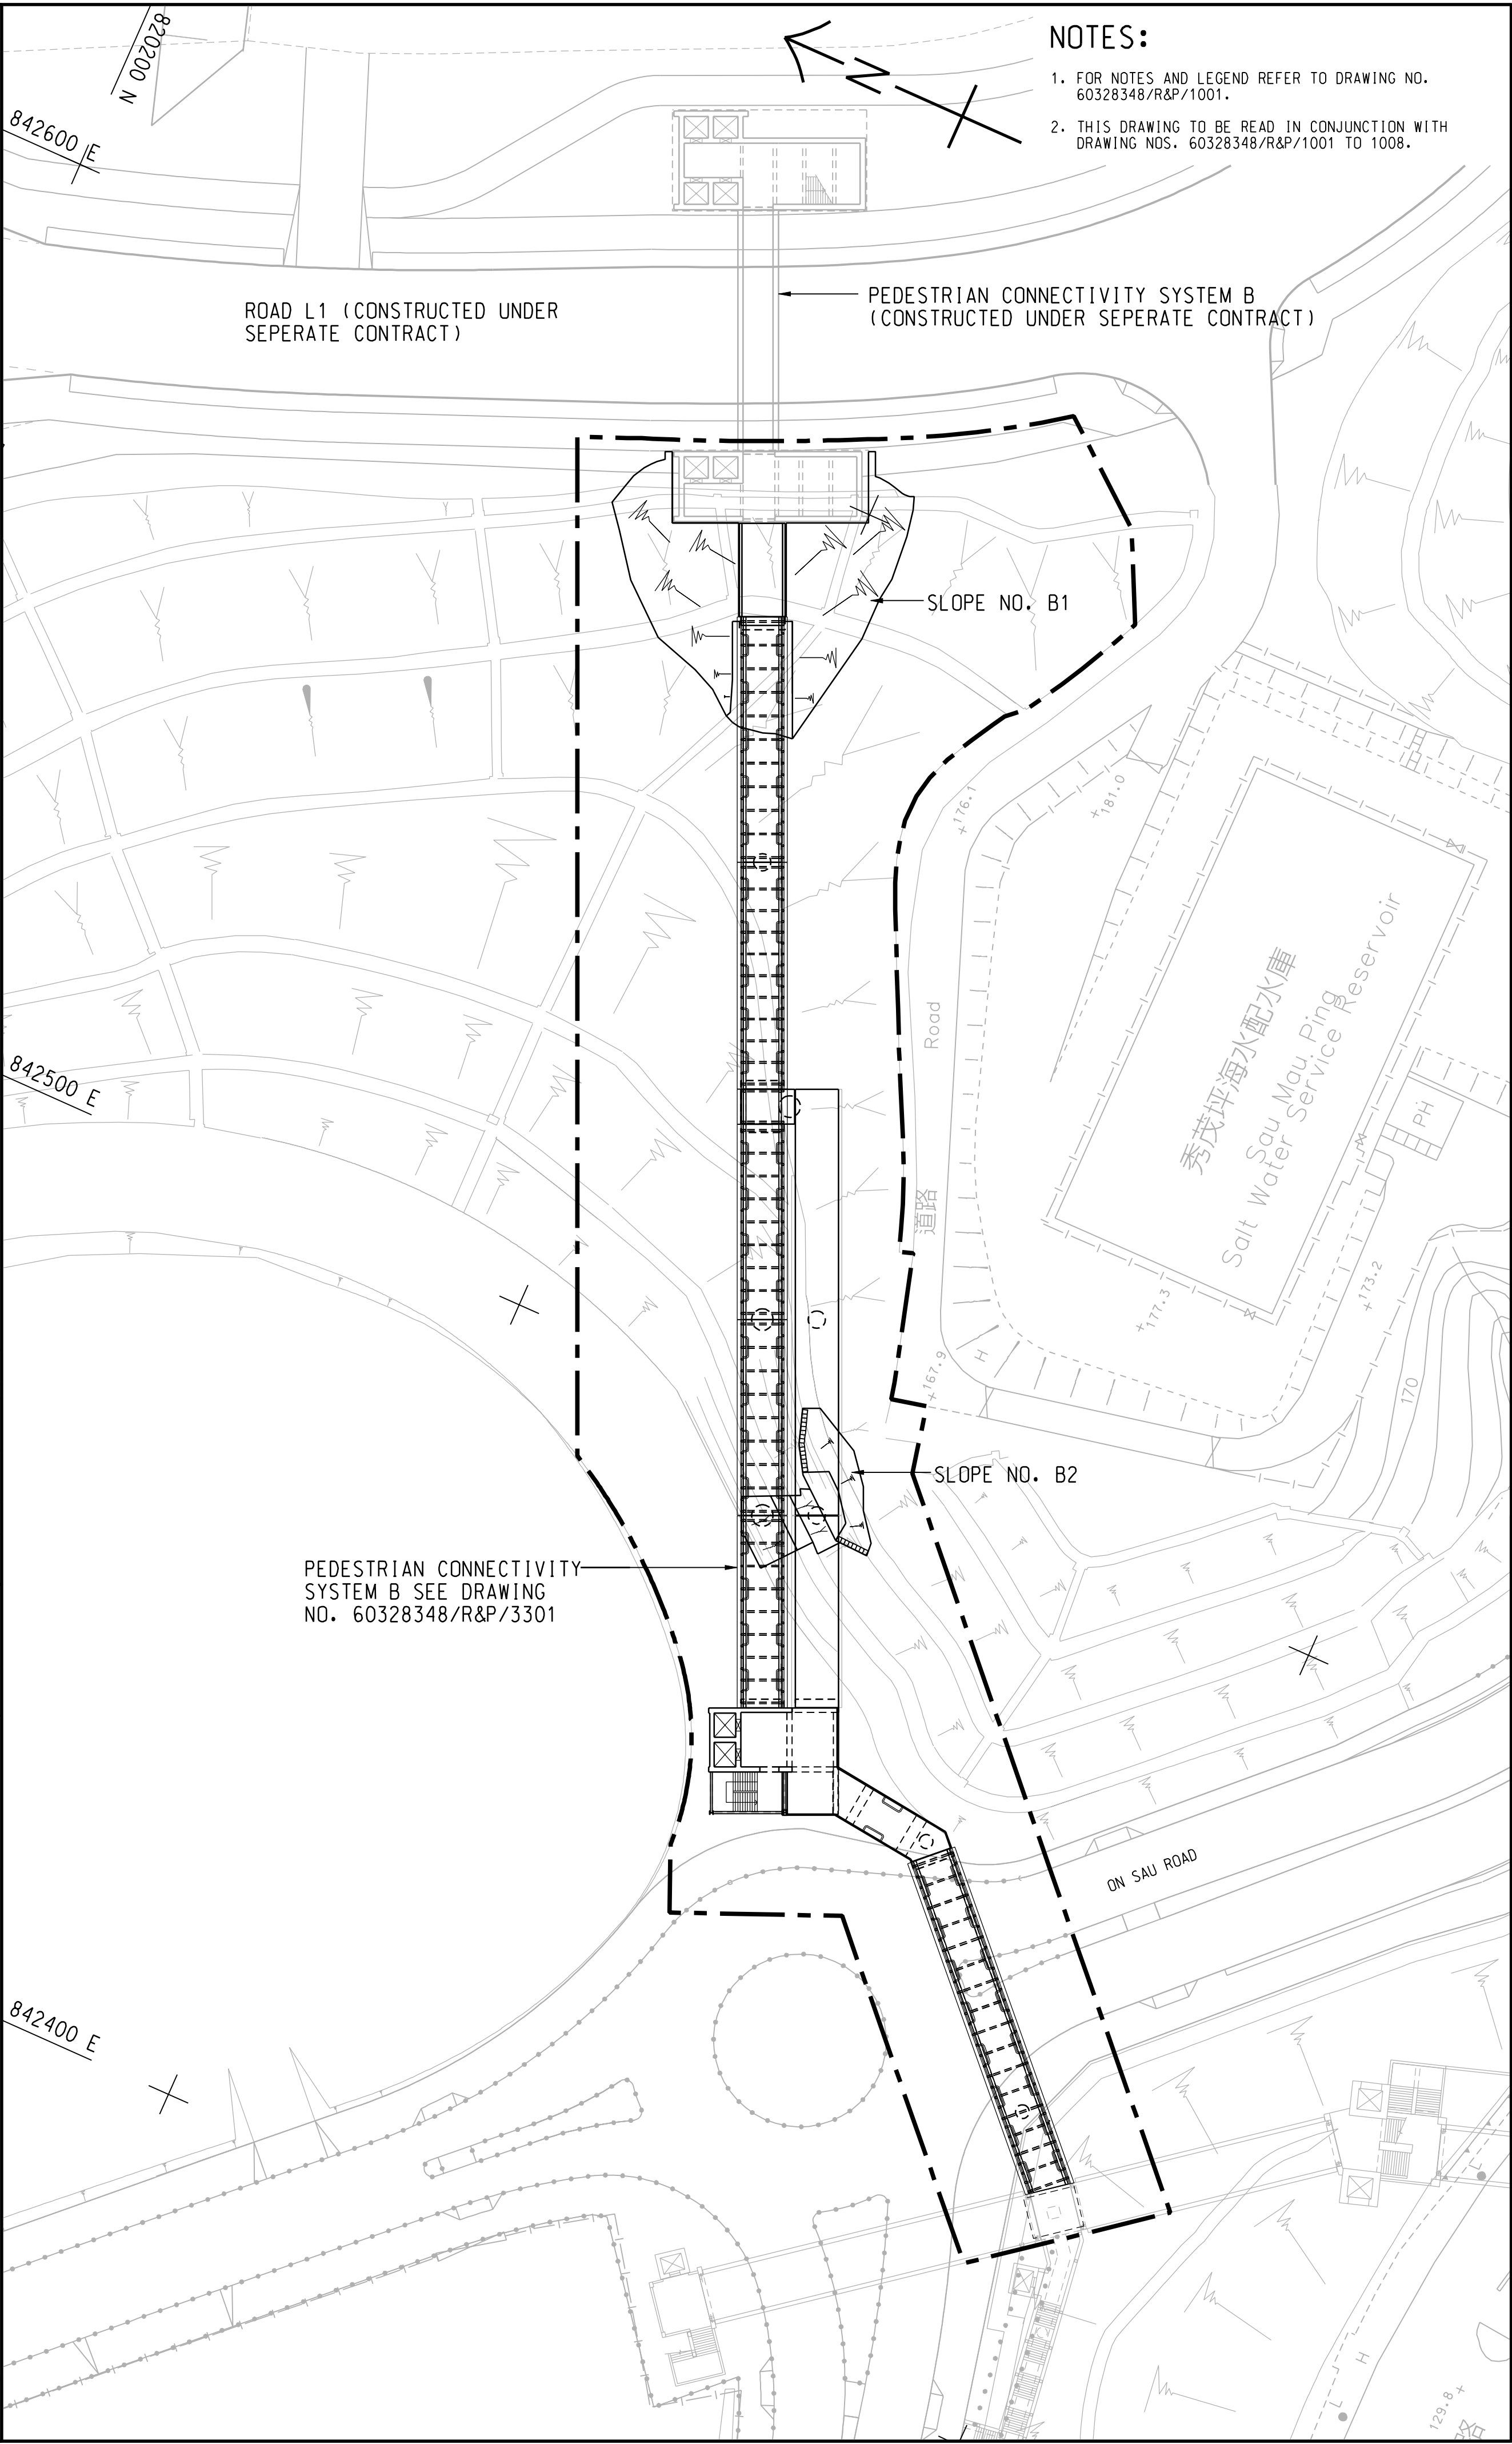 820200 N
842600 E
NOTES:
1. FOR NOTES AND LEGEND REFER TO DRAWING NO.
60328348/R&P/1001.
2. THIS DRAWING TO BE READ IN CONJUNCTION WITH
DRAWING NOS. 60328348/R&P/1001 TO 1008.
N
ROAD L1 (CONSTRUCTED UNDER
SEPERATE CONTRACT)
PEDESTRIAN CONNECTIVITY SYSTEM B
(CONSTRUCTED UNDER SEPERATE CONTRACT)
SLOPE NO. B1
+176.1
+181.0
Road
道路
秀茂坪海水配水庫
Sau Mau Ping
Salt Water Service Reservoir
PH
842500 E
+177.3
+173.2
+167.9
H
170
SLOPE NO. B2
PEDESTRIAN CONNECTIVITY
SYSTEM B SEE DRAWING
NO. 60328348/R&P/3301
ON SAU ROAD
842400 E
L
L
H
129.8 +
路